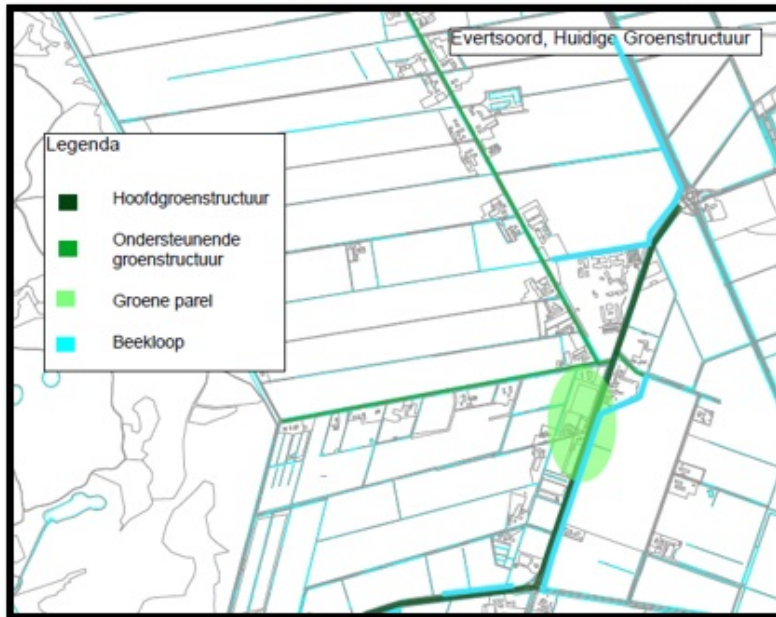 Evertsoord, Huidige Groenstructuur
Legenda
Hoofdgroenstructuur
Ondersteunende
groenstructuur
Groene parel
Beekloop